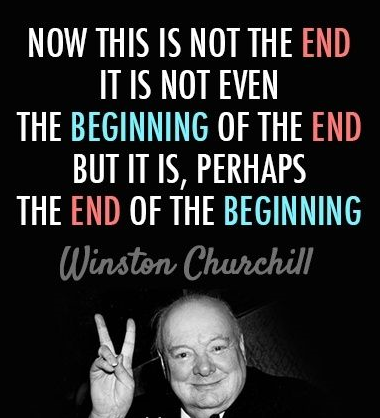 NOW THIS IS NOT THE END
IT IS NOT EVEN
THE BEGINNING OF THE END
BUT IT IS, PERHAPS
THE END OF THE BEGINNING
Winston Churchill